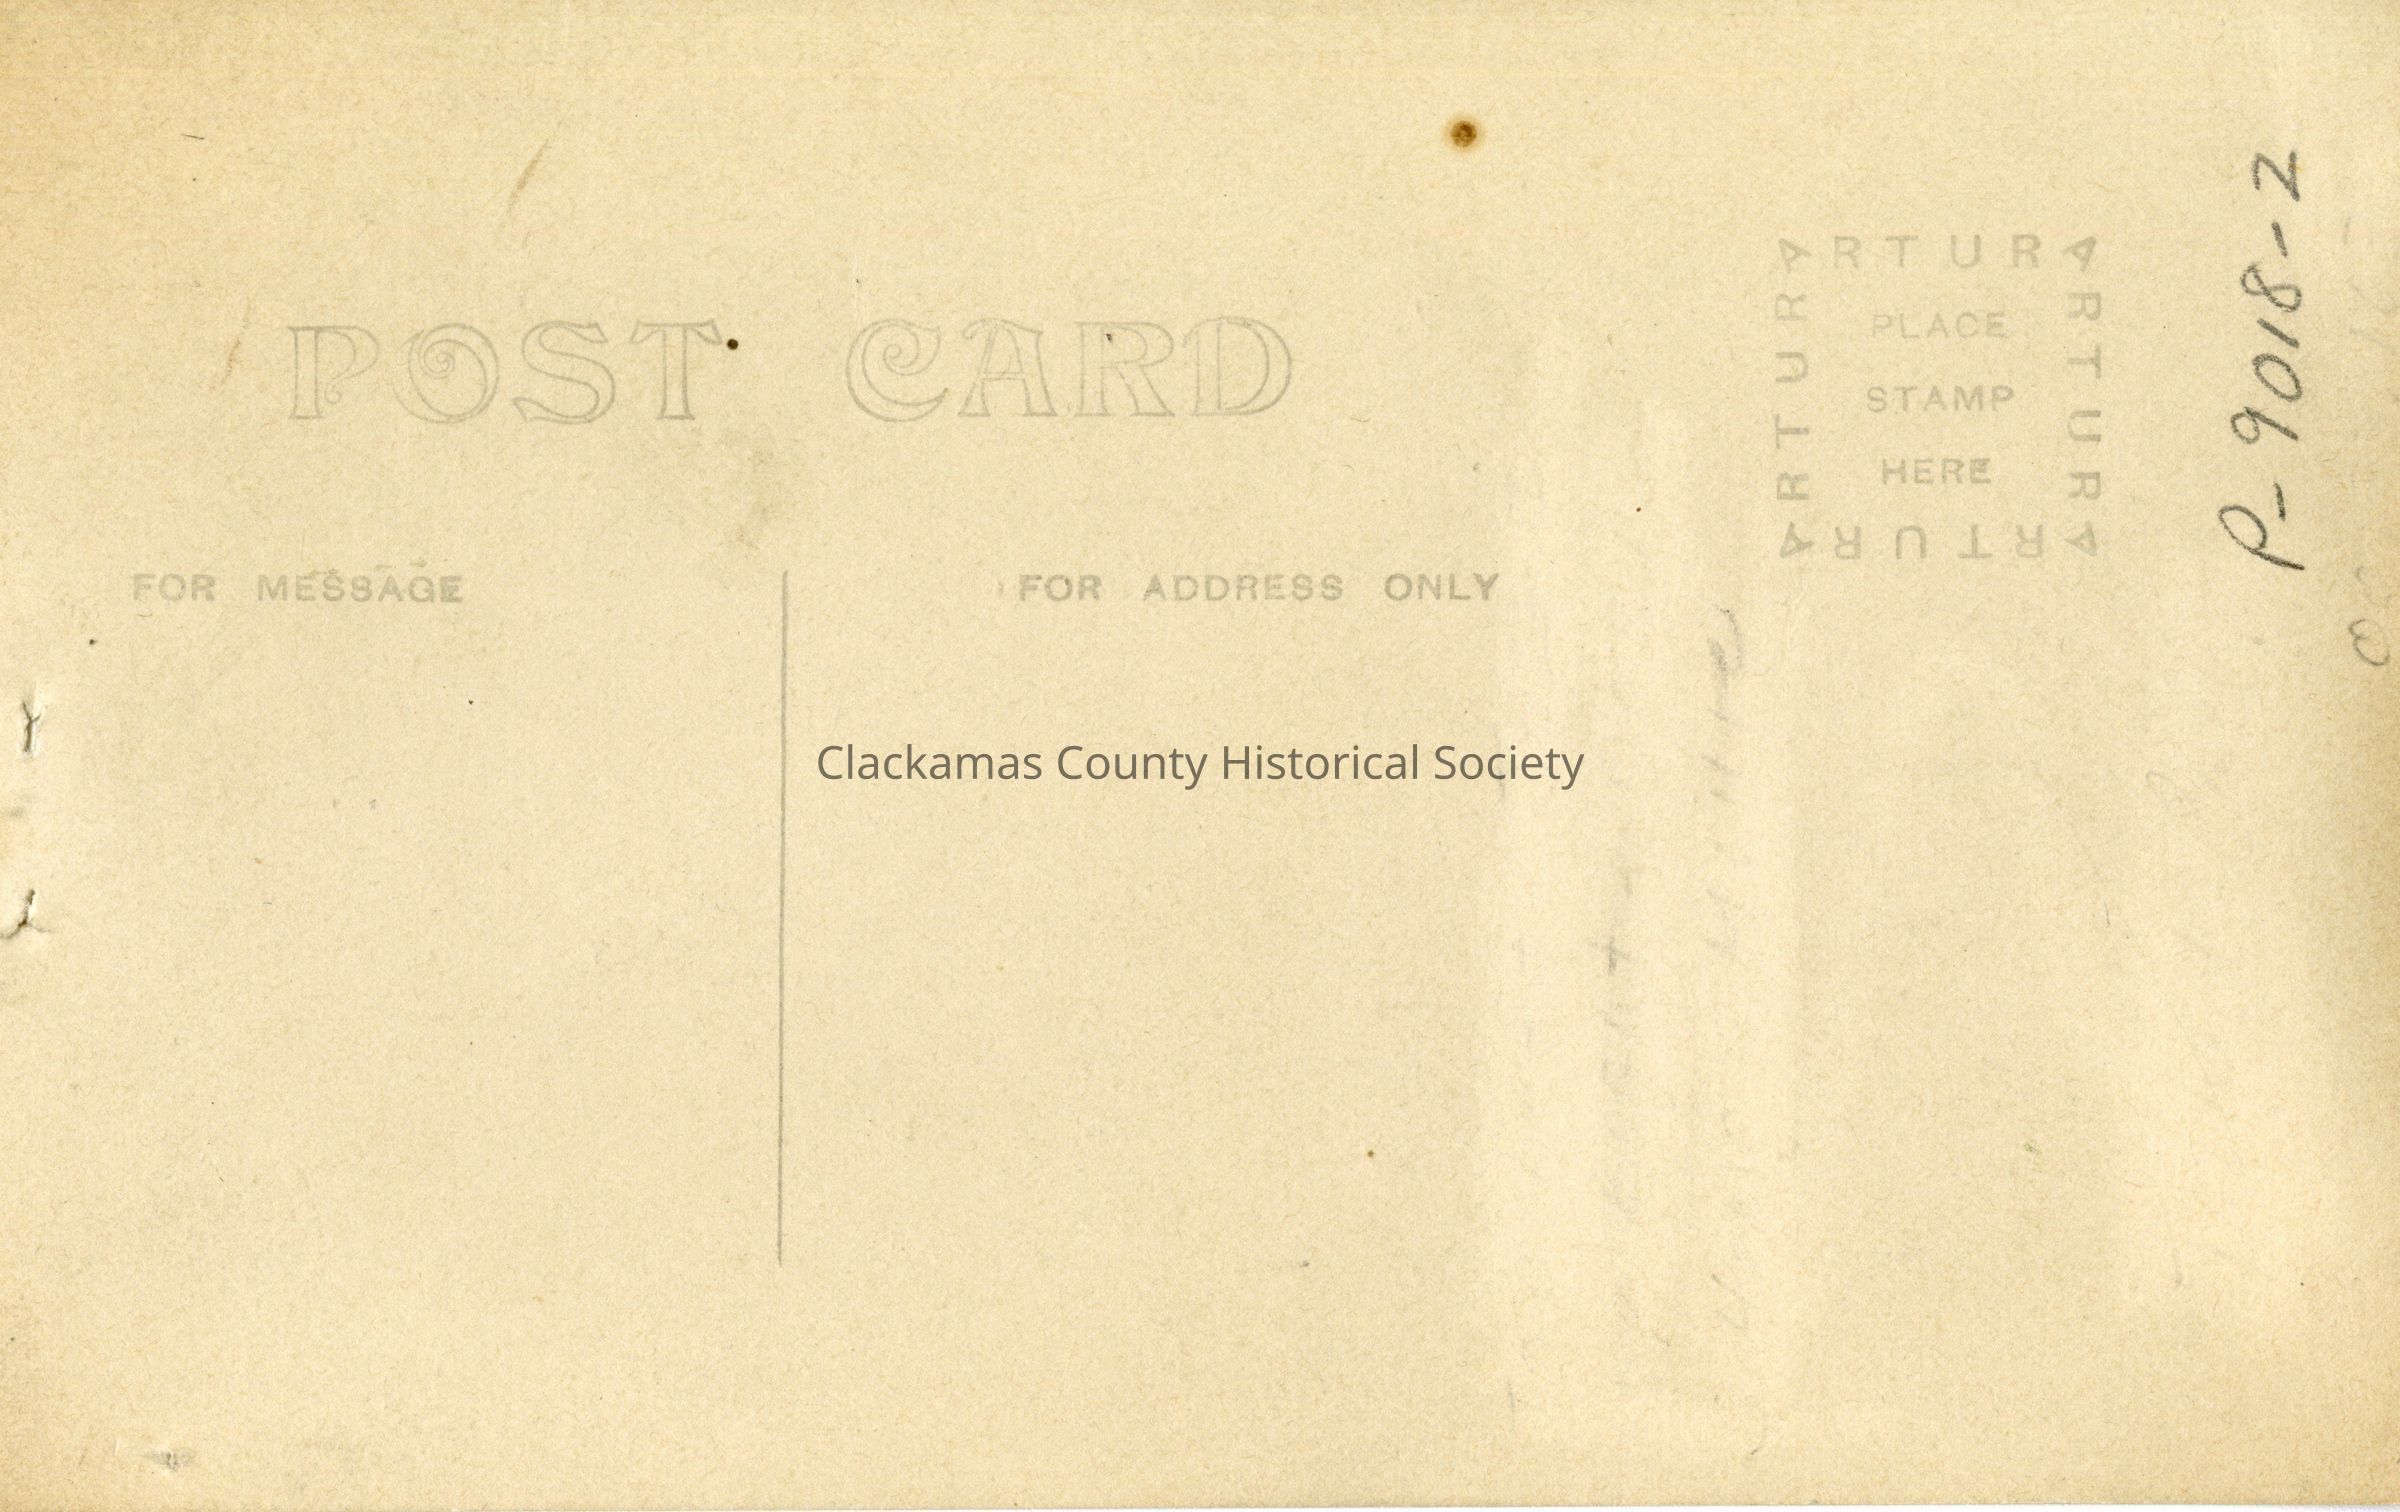 POST CARD
ARTURA
ARTURA
ARTURA
ARTURA
PLACE
STAMP
HERE
P-9018-2
FOR MESSAGE
FOR ADDRESS ONLY
Clackamas County Historical Society